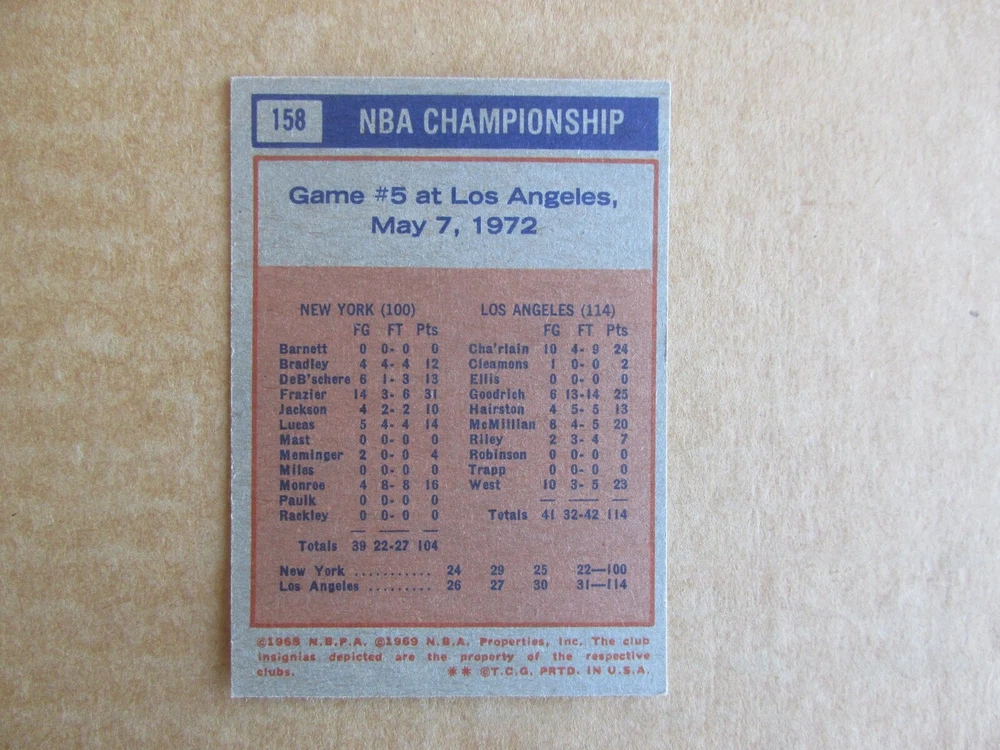 158 NBA CHAMPIONSHIP
Game #5 at Los Angeles,
May 7, 1972
NEW YORK (100)
FG FT Pts
Barnett 0 0- 0 0
Bradley 4 4- 4 12
DeB'schere 6 1- 3 13
Frazier 14 3- 6 31
Jackson 4 2- 2 10
Lucas 5 4- 4 14
Mast 0 0- 0 0
Meminger 2 0- 0 4
Miles 0 0- 0 0
Monroe 4 8- 8 16
Paulk 0 0- 0 0
Rackley 0 0- 0 0
Totals 39 22-27 104
LOS ANGELES (114)
FG FT Pts
Cha'rlain 10 4- 9 24
Cleamons 1 0- 0 2
Ellis 0 0- 0 0
Goodrich 6 13-14 25
Hairston 4 5- 5 13
McMillian 8 4- 5 20
Riley 2 3- 4 7
Robinson 0 0- 0 0
Trapp 0 0- 0 0
West 10 3- 5 23
Totals 41 32-42 114
New York ........... 24 29 25 22—100
Los Angeles ......... 26 27 30 31—114
©1968 N.B.P.A. ©1969 N.B.A. Properties, Inc. The club
insignias depicted are the property of the respective
clubs. ** ©T.C.G. PRTD. IN U.S.A.